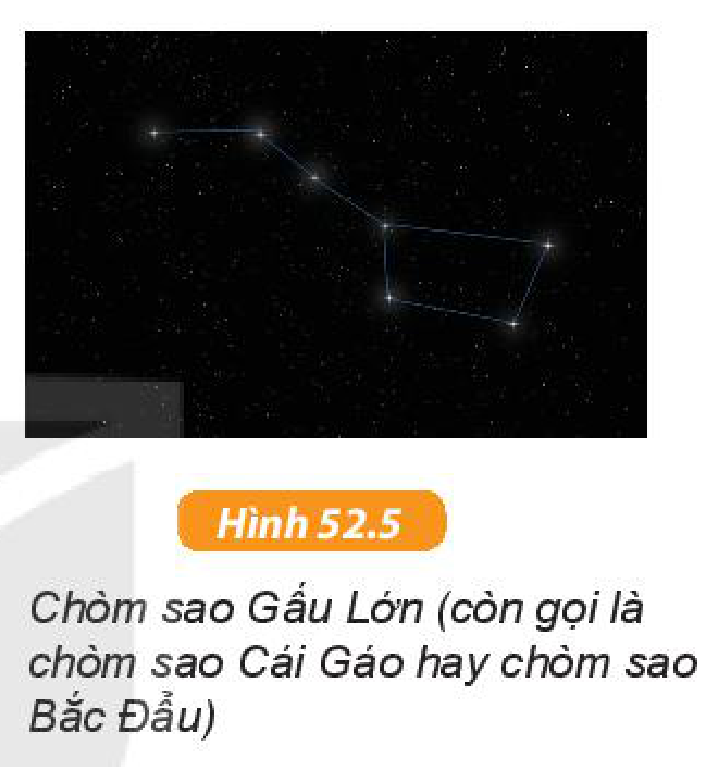 Hình 52.5
Chòm sao Gấu Lớn (còn gọi là
chòm sao Cái Gáo hay chòm sao
Bắc Đẩu)